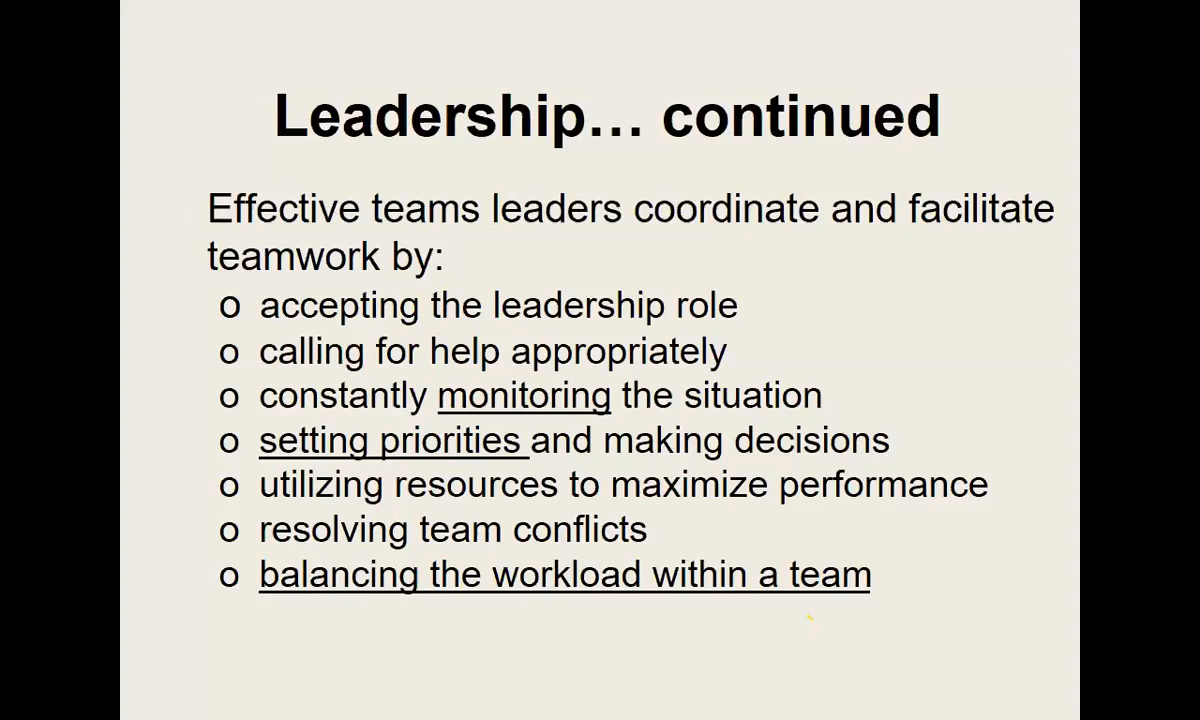 Leadership… continued
Effective teams leaders coordinate and facilitate
teamwork by:
o accepting the leadership role
o calling for help appropriately
o constantly monitoring the situation
o setting priorities and making decisions
o utilizing resources to maximize performance
o resolving team conflicts
o balancing the workload within a team